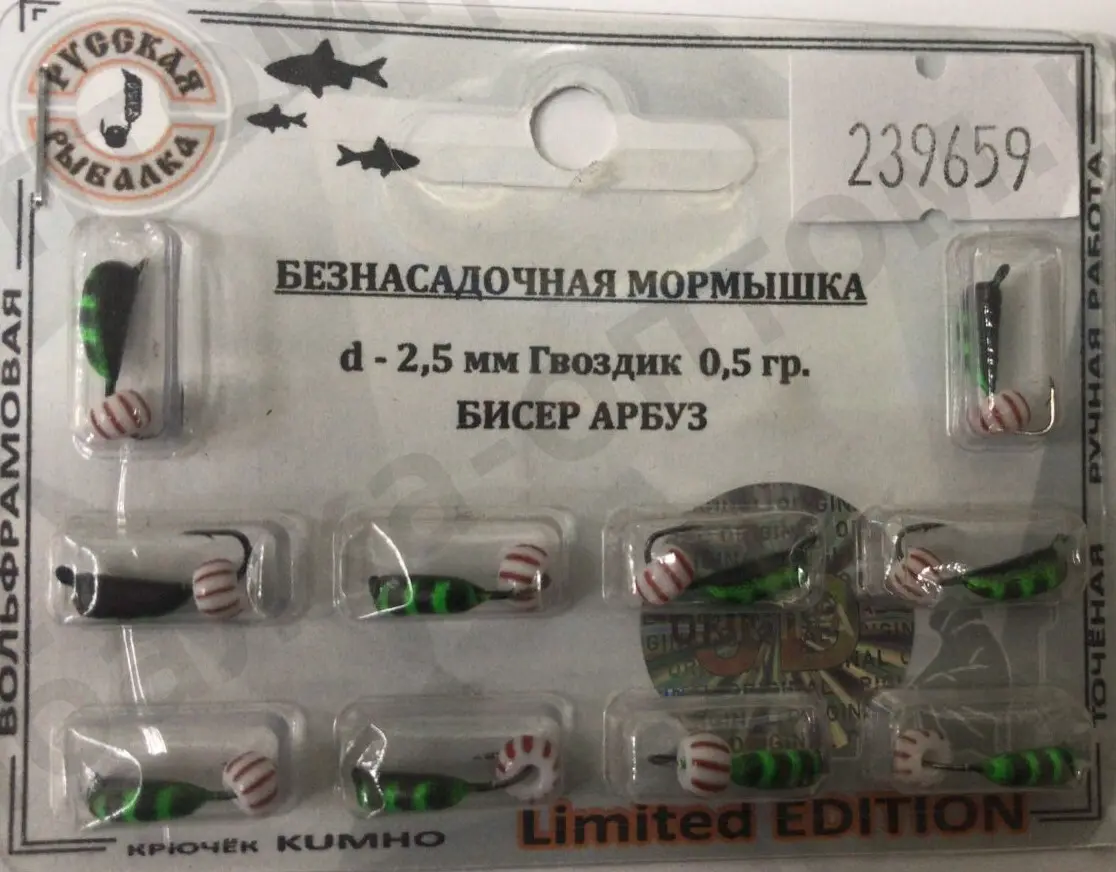 РУССКАЯ
РЫБАЛКА
239659
БЕЗНАСАДОЧНАЯ МОРМЫШКА
d - 2,5 мм Гвоздик 0,5 гр.
БИСЕР АРБУЗ
ВОЛЬФРАМОВАЯ
ТОЧЁНАЯ РУЧНАЯ РАБОТА
КРЮЧЁК KUMHO
Limited EDITION